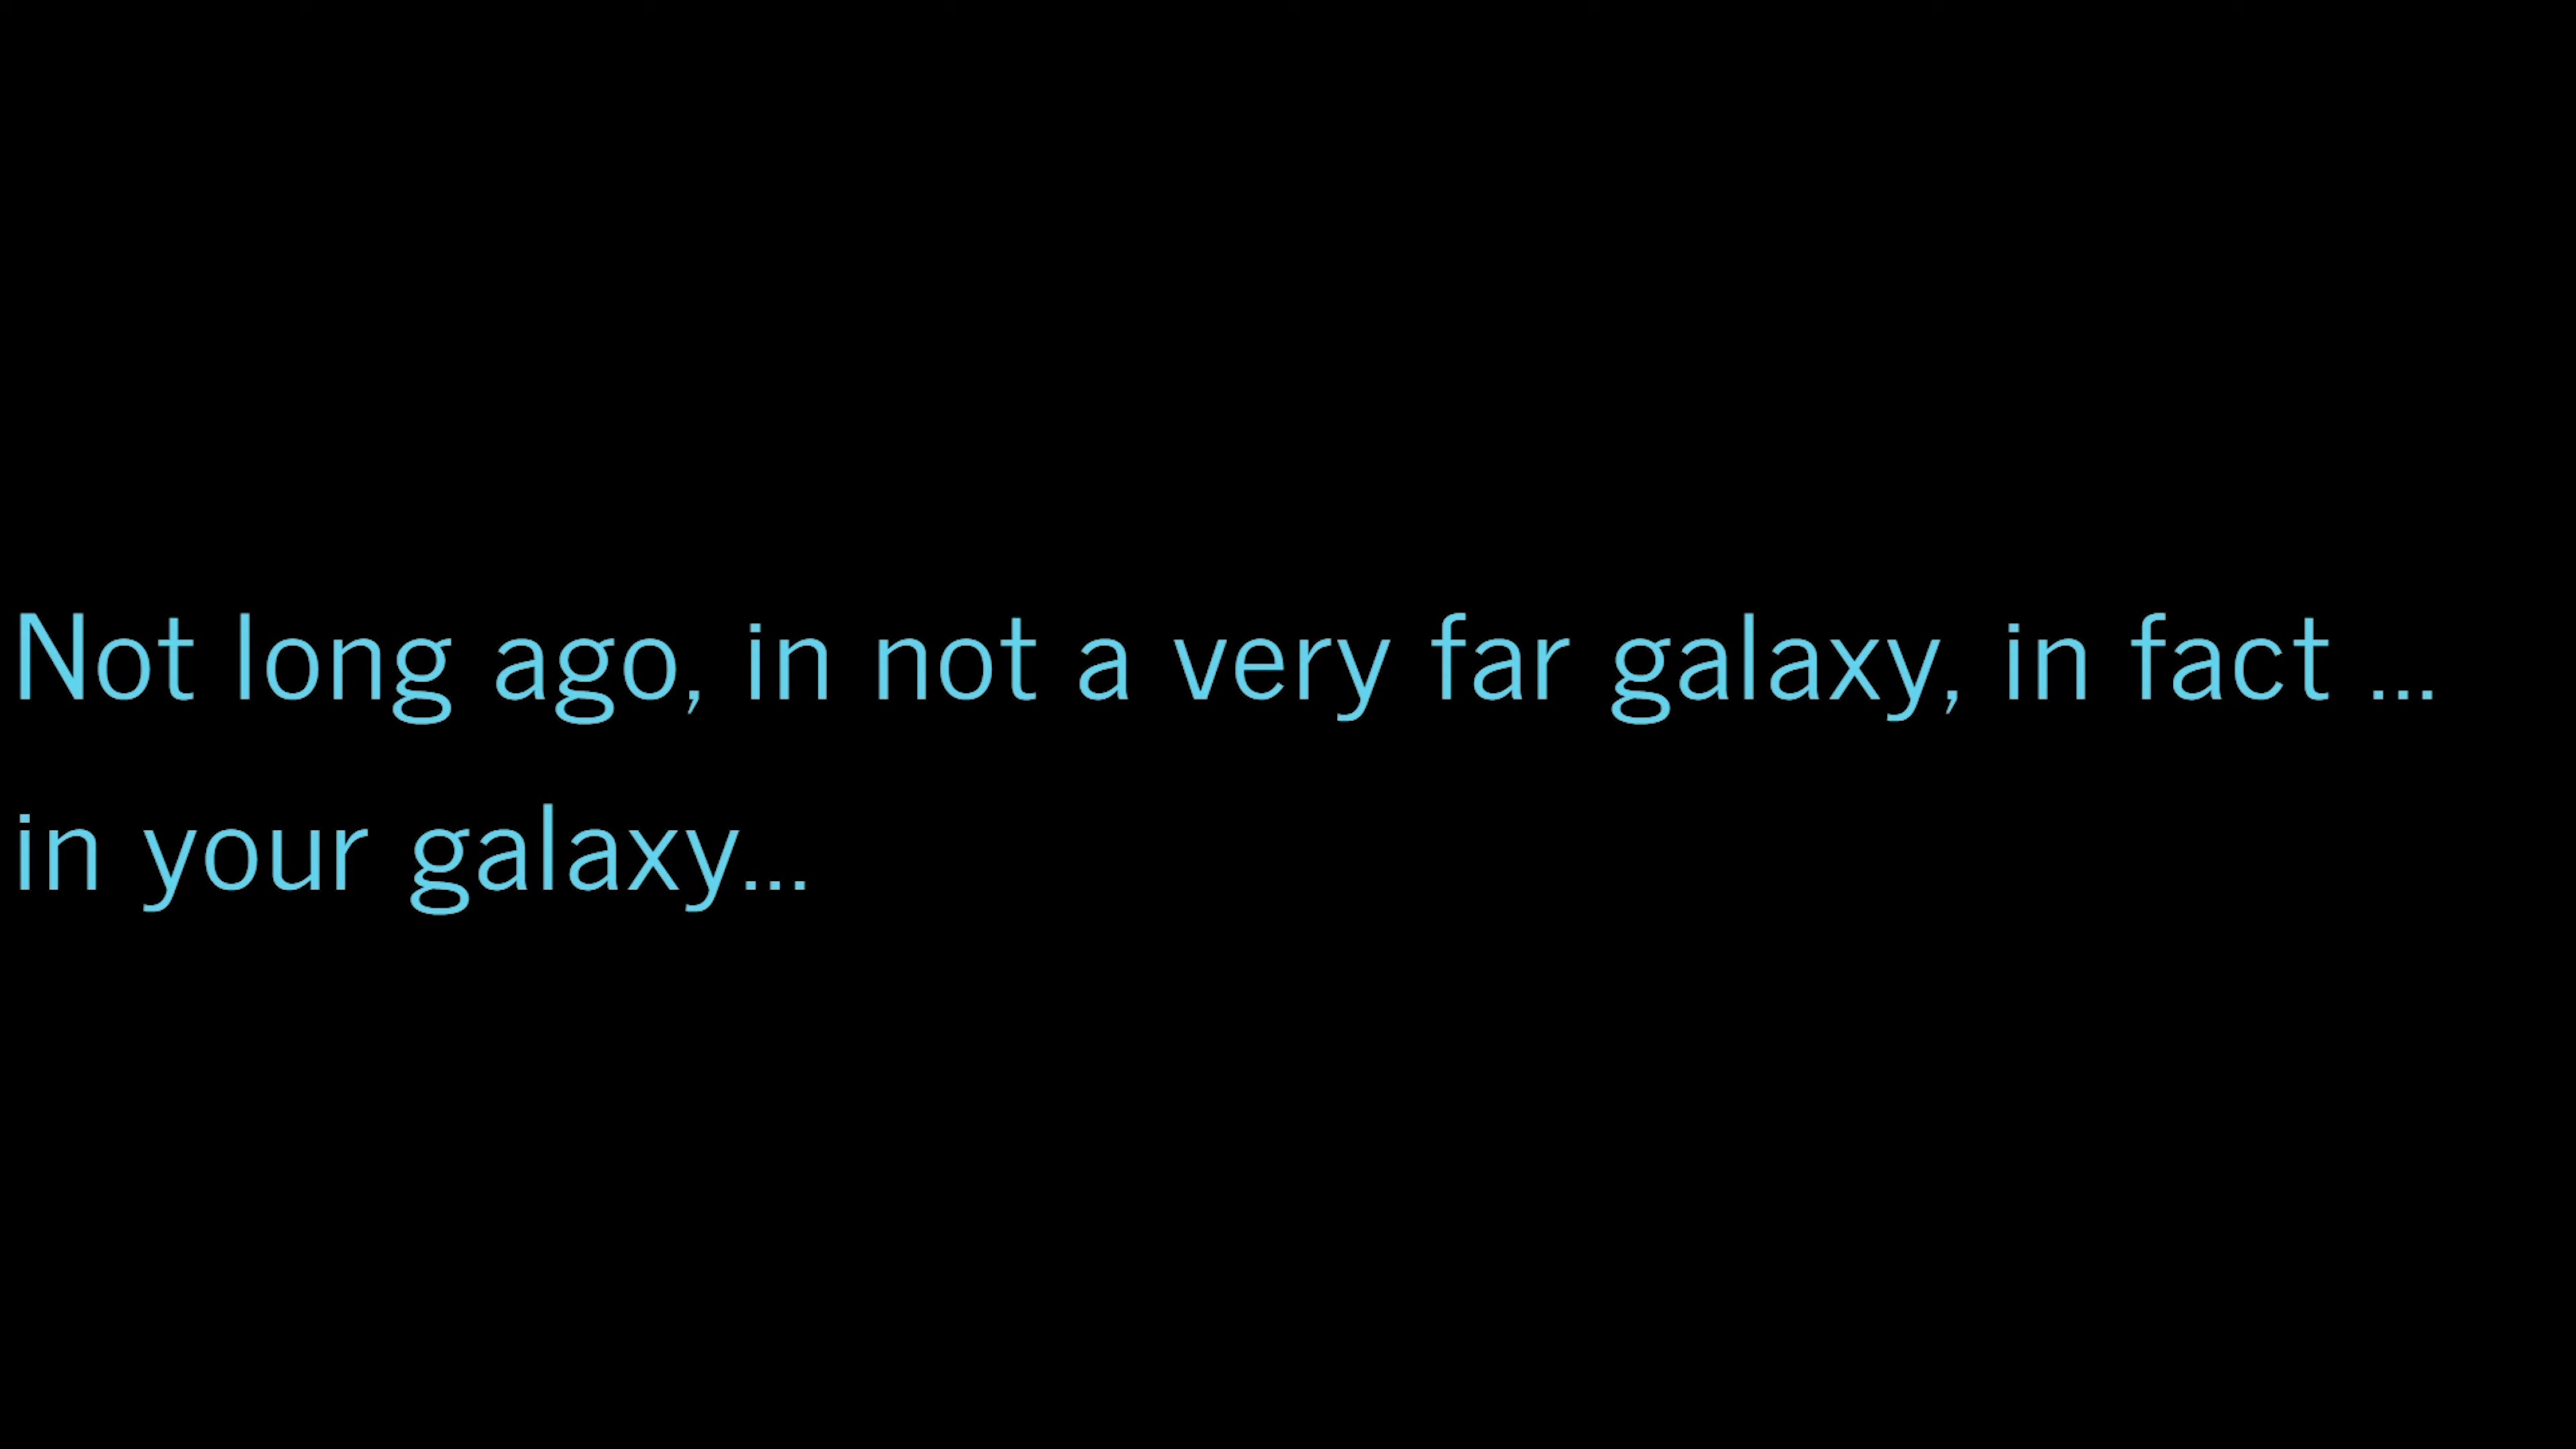 Not long ago, in not a very far galaxy, in fact ...
in your galaxy...